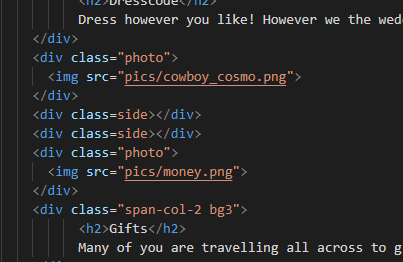 <h2>Dresscode</h2>
Dress however you like! However we the wed
</div>
<div class="photo">
<img src="pics/cowboy_cosmo.png">
</div>
<div class=side></div>
<div class=side></div>
<div class="photo">
<img src="pics/money.png">
</div>
<div class="span-col-2 bg3">
<h2>Gifts</h2>
Many of you are travelling all across to g